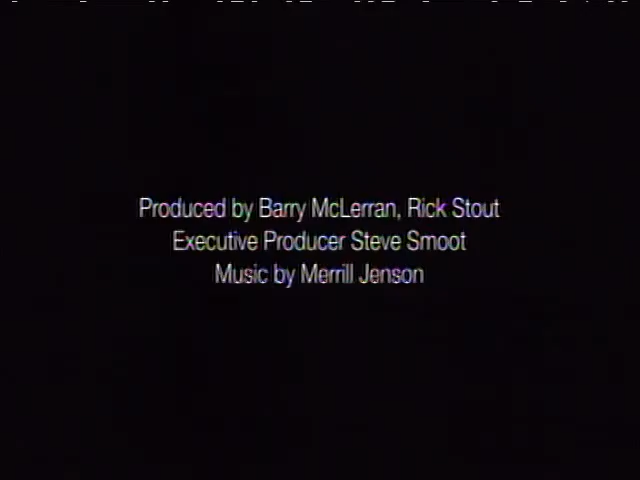 Produced by Barry McLerran, Rick Stout
Executive Producer Steve Smoot
Music by Merrill Jenson